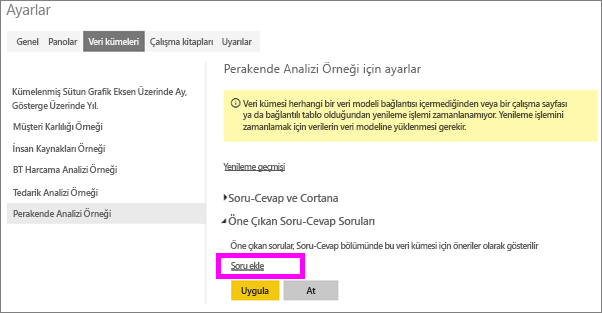 Ayarlar
Genel Panolar Veri kümeleri Çalışma kitapları Uyarılar
Kümelenmiş Sütun Grafik Eksen Üzerinde Ay,
Gösterge Üzerinde Yıl.
Müşteri Karlılığı Örneği
İnsan Kaynakları Örneği
BT Harcama Analizi Örneği
Tedarik Analizi Örneği
Perakende Analizi Örneği
Perakende Analizi Örneği için ayarlar
Veri kümesi herhangi bir veri modeli bağlantısı içermediğinden veya bir çalışma sayfası
ya da bağlantılı tablo olduğundan yenileme işlemi zamanlanamıyor. Yenileme işlemini
zamanlamak için verilerin veri modeline yüklenmesi gerekir.
Yenileme geçmişi
Soru-Cevap ve Cortana
Öne Çıkan Soru-Cevap Soruları
Öne çıkan sorular, Soru-Cevap bölümünde bu veri kümesi için öneriler olarak gösterilir
Soru ekle
Uygula At